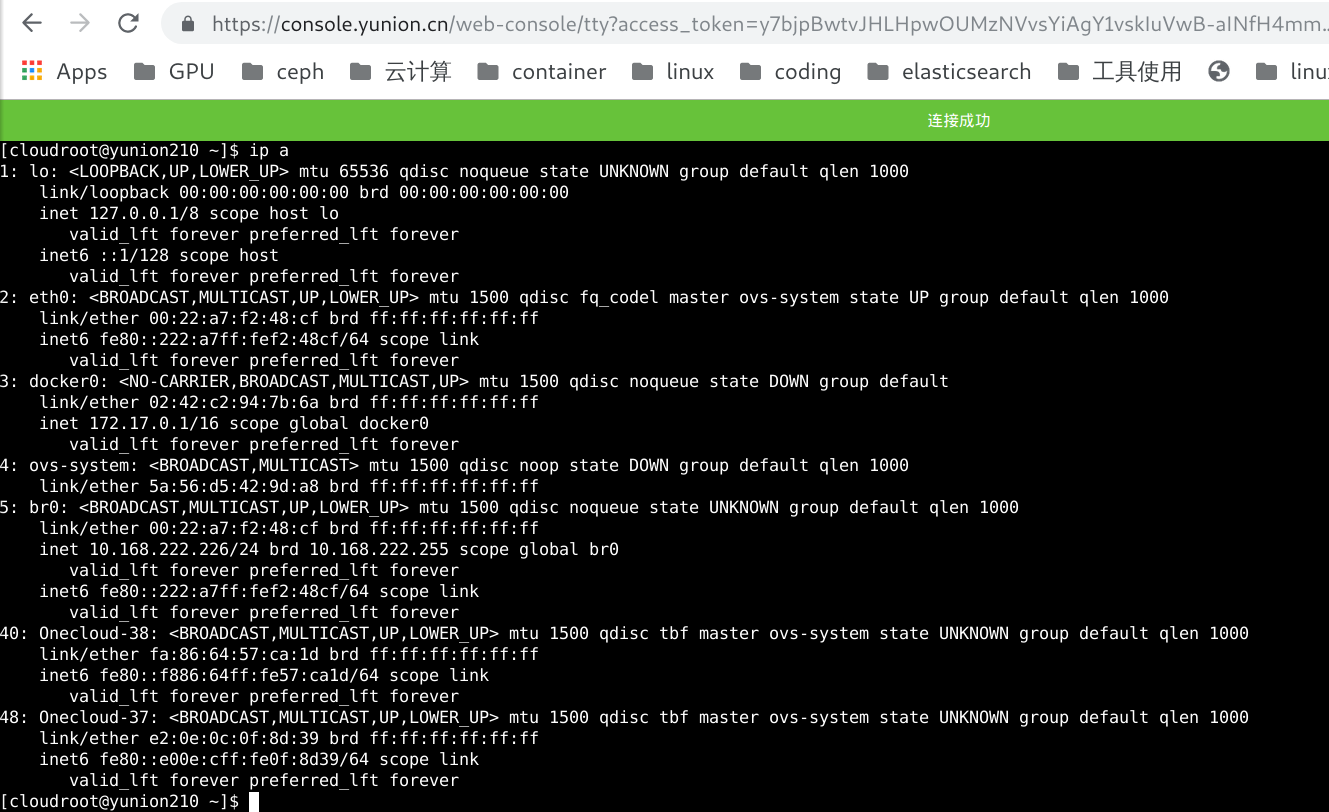 https://console.yunion.cn/web-console/tty?access_token=y7bjpBwtvJHLHpwOUMzNVvsYiAgY1vskIuVwB-aINfH4mm...
Apps GPU ceph 云计算 container linux coding elasticsearch 工具使用 linu
连接成功
[cloudroot@yunion210 ~]$ ip a
1: lo: <LOOPBACK,UP,LOWER_UP> mtu 65536 qdisc noqueue state UNKNOWN group default qlen 1000
    link/loopback 00:00:00:00:00:00 brd 00:00:00:00:00:00
    inet 127.0.0.1/8 scope host lo
       valid_lft forever preferred_lft forever
    inet6 ::1/128 scope host
       valid_lft forever preferred_lft forever
2: eth0: <BROADCAST,MULTICAST,UP,LOWER_UP> mtu 1500 qdisc fq_codel master ovs-system state UP group default qlen 1000
    link/ether 00:22:a7:f2:48:cf brd ff:ff:ff:ff:ff:ff
    inet6 fe80::222:a7ff:fef2:48cf/64 scope link
       valid_lft forever preferred_lft forever
3: docker0: <NO-CARRIER,BROADCAST,MULTICAST,UP> mtu 1500 qdisc noqueue state DOWN group default
    link/ether 02:42:c2:94:7b:6a brd ff:ff:ff:ff:ff:ff
    inet 172.17.0.1/16 scope global docker0
       valid_lft forever preferred_lft forever
4: ovs-system: <BROADCAST,MULTICAST> mtu 1500 qdisc noop state DOWN group default qlen 1000
    link/ether 5a:56:d5:42:9d:a8 brd ff:ff:ff:ff:ff:ff
5: br0: <BROADCAST,MULTICAST,UP,LOWER_UP> mtu 1500 qdisc noqueue state UNKNOWN group default qlen 1000
    link/ether 00:22:a7:f2:48:cf brd ff:ff:ff:ff:ff:ff
    inet 10.168.222.226/24 brd 10.168.222.255 scope global br0
       valid_lft forever preferred_lft forever
    inet6 fe80::222:a7ff:fef2:48cf/64 scope link
       valid_lft forever preferred_lft forever
40: Onecloud-38: <BROADCAST,MULTICAST,UP,LOWER_UP> mtu 1500 qdisc tbf master ovs-system state UNKNOWN group default qlen 1000
    link/ether fa:86:64:57:ca:1d brd ff:ff:ff:ff:ff:ff
    inet6 fe80::f886:64ff:fe57:ca1d/64 scope link
       valid_lft forever preferred_lft forever
48: Onecloud-37: <BROADCAST,MULTICAST,UP,LOWER_UP> mtu 1500 qdisc tbf master ovs-system state UNKNOWN group default qlen 1000
    link/ether e2:0e:0c:0f:8d:39 brd ff:ff:ff:ff:ff:ff
    inet6 fe80::e00e:cff:fe0f:8d39/64 scope link
       valid_lft forever preferred_lft forever
[cloudroot@yunion210 ~]$